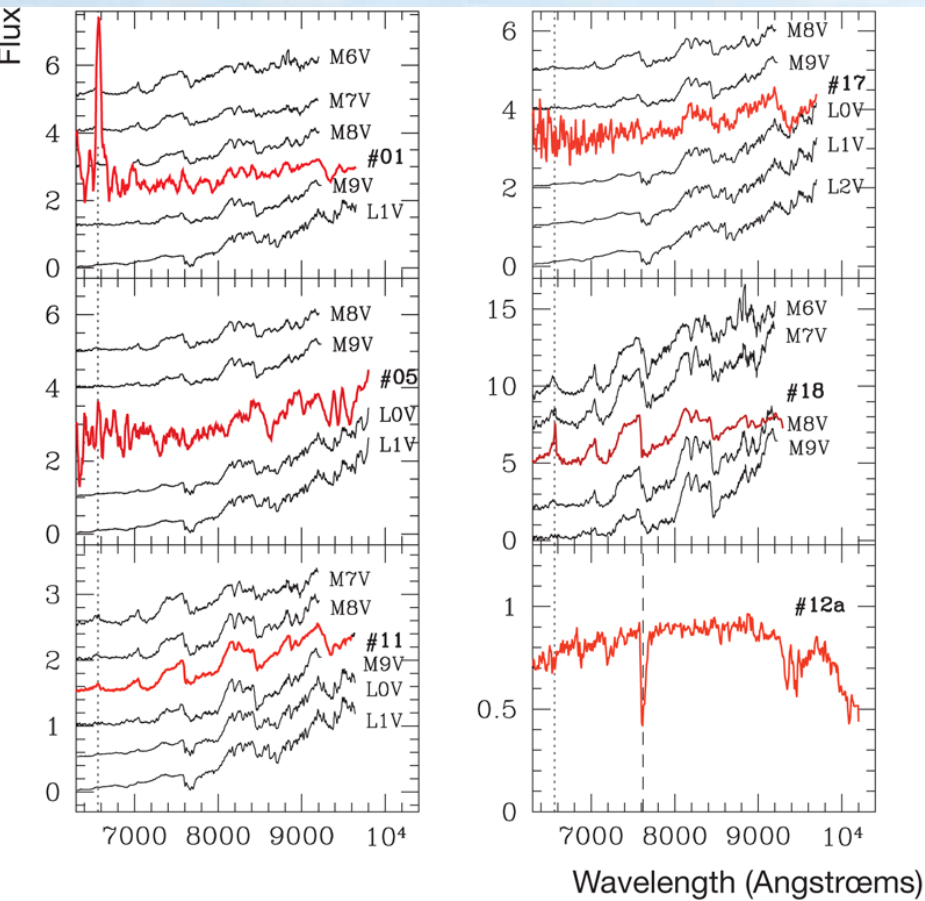 Flux
6
4
2
0
M6V
M7V
M8V
#01
M9V
L1V
6
4
2
0
M8V
M9V
#05
L0V
L1V
3
2
1
0
M7V
M8V
#11
M9V
L0V
L1V
7000 8000 9000 10⁴
6
4
2
0
M8V
M9V
#17
L0V
L1V
L2V
15
10
5
0
M6V
M7V
#18
M8V
M9V
1
0.5
0
#12a
7000 8000 9000 10⁴
Wavelength (Angstrœms)